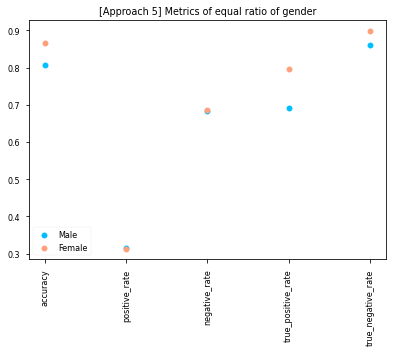 [Approach 5] Metrics of equal ratio of gender
0.9
0.8
0.7
0.6
0.5
0.4
0.3
Male
Female
accuracy
positive_rate
negative_rate
true_positive_rate
true_negative_rate